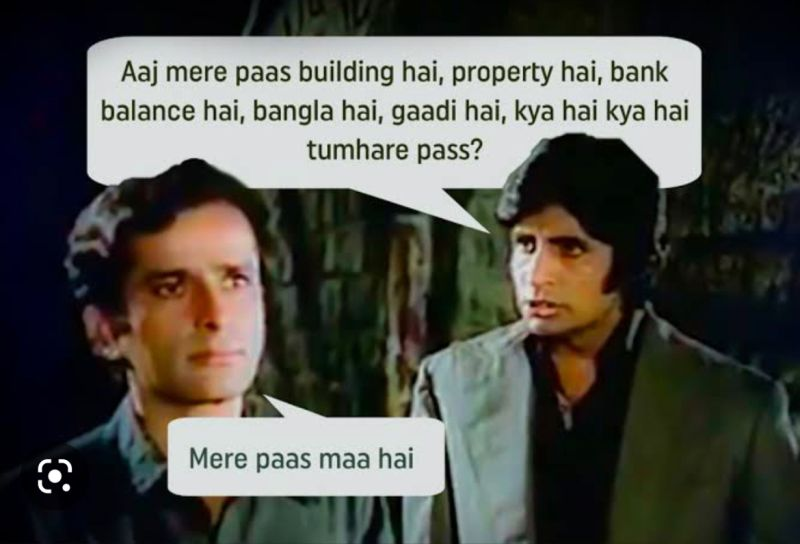 Aaj mere paas building hai, property hai, bank
balance hai, bangla hai, gaadi hai, kya hai kya hai
tumhare pass?
Mere paas maa hai